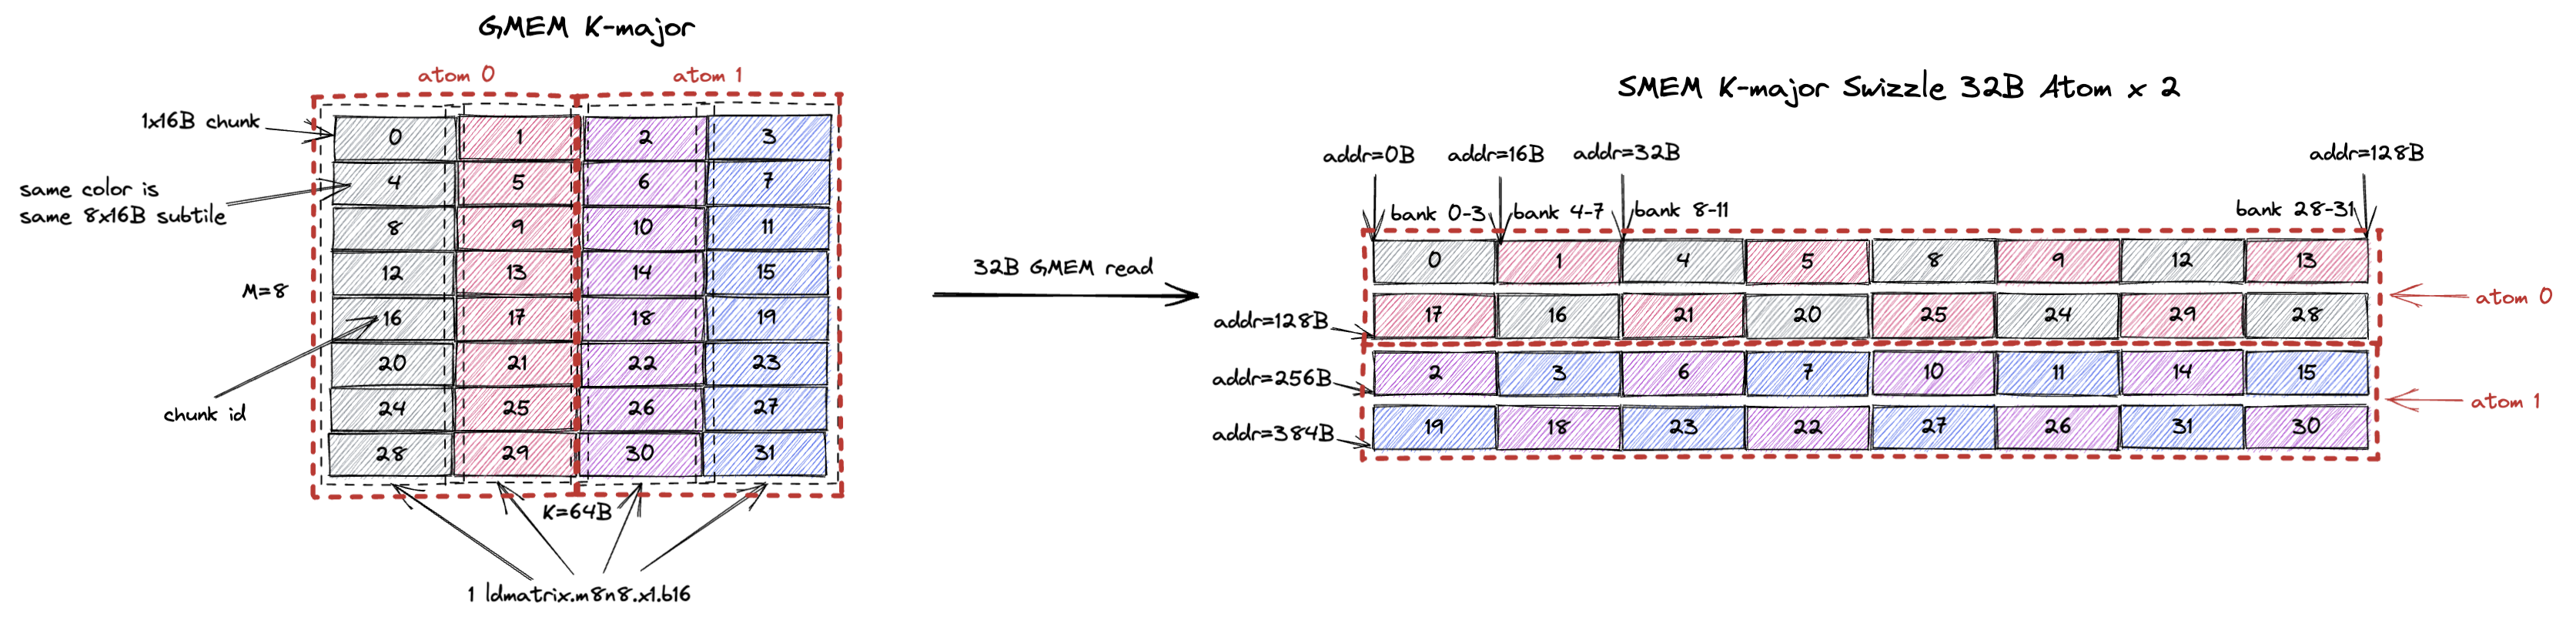 GMEM K-major
atom 0
atom 1
1x16B chunk
0 1 2 3
4 5 6 7
same color is
same 8x16B subtile
8 9 10 11
12 13 14 15
M=8
16 17 18 19
20 21 22 23
24 25 26 27
chunk id
28 29 30 31
K=64B
1 ldmatrix.m8n8.x1.b16
32B GMEM read
SMEM K-major Swizzle 32B Atom x 2
addr=0B addr=16B addr=32B addr=128B
bank 0-3 bank 4-7 bank 8-11 bank 28-31
0 1 4 5 8 9 12 13
atom 0
addr=128B
17 16 21 20 25 24 29 28
addr=256B
2 3 6 7 10 11 14 15
atom 1
addr=384B
19 18 23 22 27 26 31 30